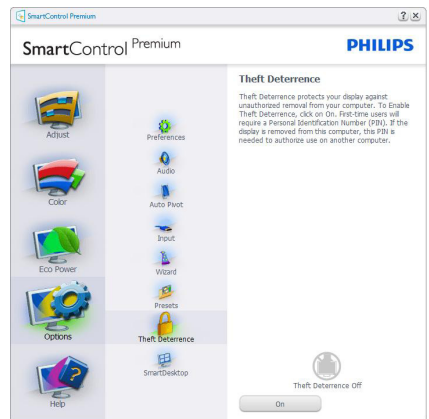 SmartControl Premium
SmartControl Premium
PHILIPS
Adjust
Color
Eco Power
Options
Help
Preferences
Audio
Auto Pivot
Input
Wizard
Presets
Theft Deterrence
SmartDesktop
Theft Deterrence
Theft Deterrence protects your display against
unauthorized removal from your computer. To Enable
Theft Deterrence, click on On. First-time users will
require a Personal Identification Number (PIN). If the
display is removed from this computer, this PIN is
needed to authorize use on another computer.
Theft Deterrence Off
On